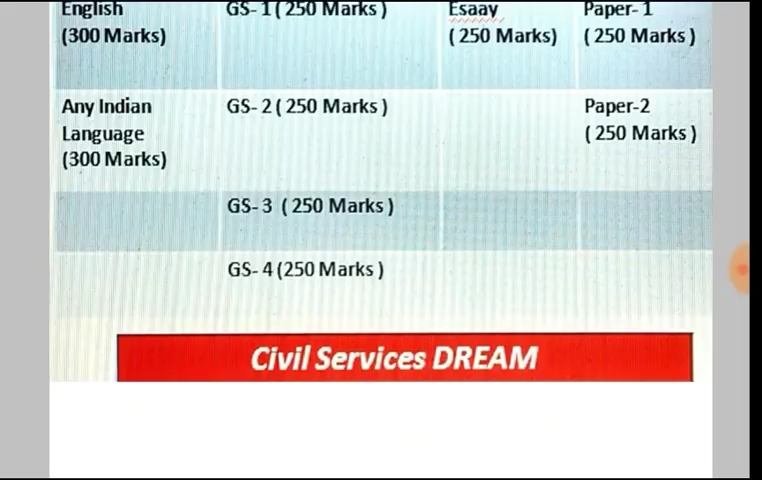 English GS- 1 ( 250 Marks ) Esaay Paper- 1
(300 Marks) ( 250 Marks) ( 250 Marks )
Any Indian GS- 2 ( 250 Marks ) Paper-2
Language ( 250 Marks )
(300 Marks)
GS- 3 ( 250 Marks )
GS- 4 (250 Marks )
Civil Services DREAM